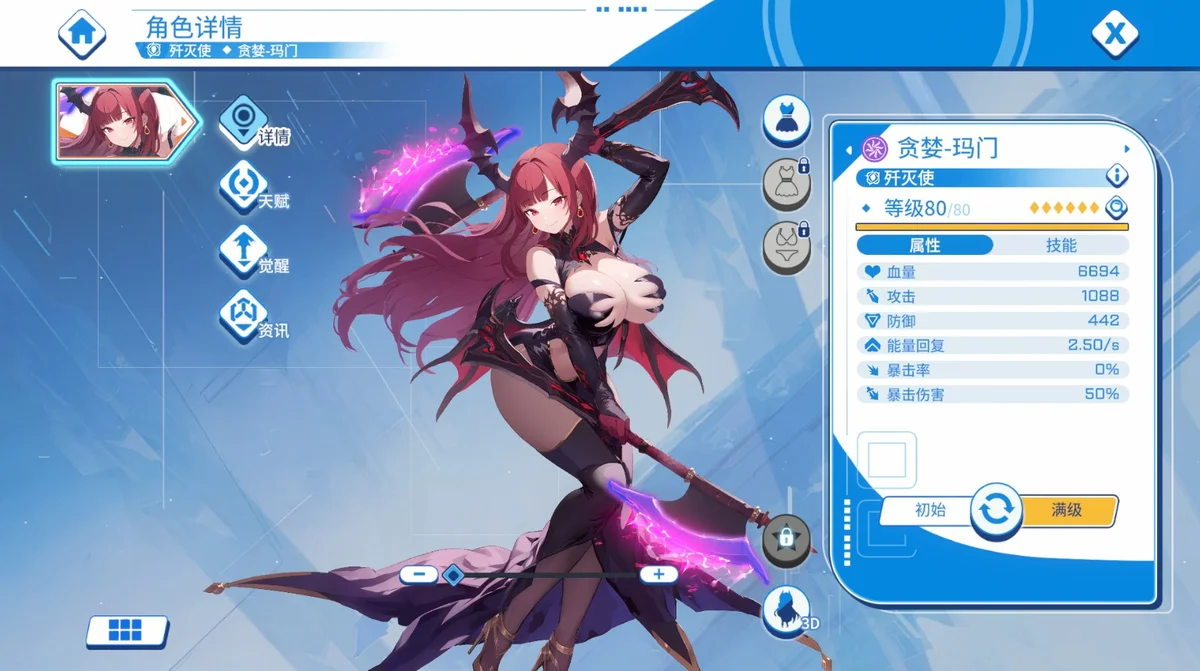 角色详情
歼灭使 ◆ 贪婪-玛门
详情
天赋
觉醒
资讯
贪婪-玛门
歼灭使
等级80/80
属性 技能
血量 6694
攻击 1088
防御 442
能量回复 2.50/s
暴击率 0%
暴击伤害 50%
初始 满级
3D